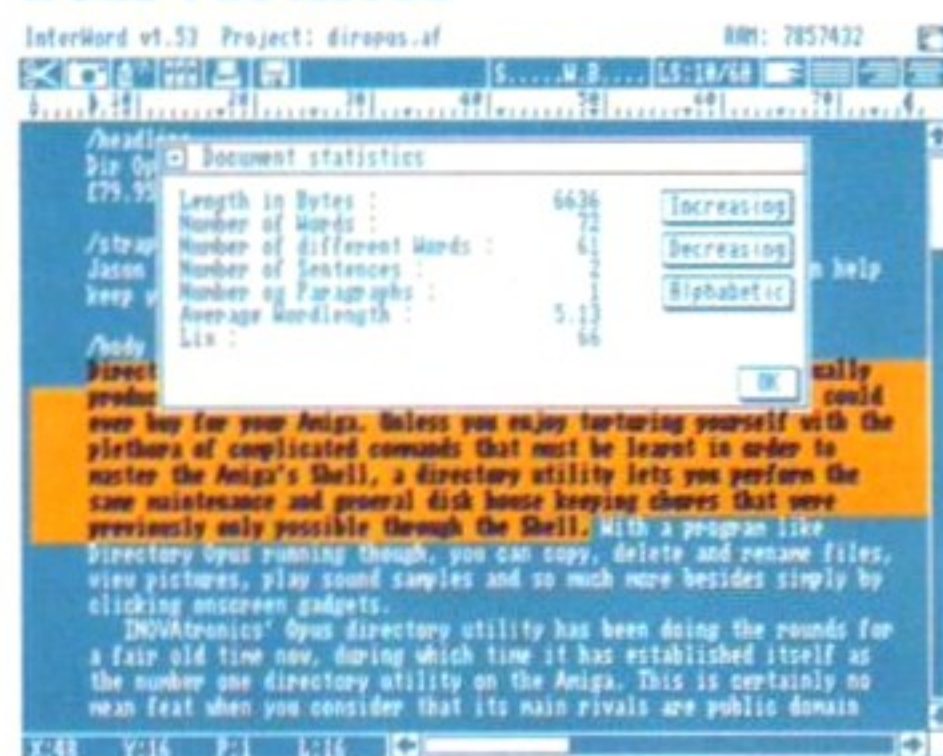 InterWord v1.53 Project: diropus.af RAM: 7857432
S.....W.B.... LS:10/60
/headline
Dir Op
£79.95
Document statistics
Length in Bytes : 6636
Number of Words : 72
Number of different Words : 61
Number of Sentences : 2
Number og Paragraphs : 1
Average Wordlength : 5.13
Lix : 66
Increasing
Decreasing
Alphabetic
OK
/strap
Jason n help
keep y
/body
Direct ually
produc could
ever buy for your Amiga. Unless you enjoy torturing yourself with the
plethora of complicated commands that must be learnt in order to
master the Amiga's Shell, a directory utility lets you perform the
same maintenance and general disk house keeping chores that were
previously only possible through the Shell. With a program like
Directory Opus running though, you can copy, delete and rename files,
view pictures, play sound samples and so much more besides simply by
clicking onscreen gadgets.
INOVAtronics' Opus directory utility has been doing the rounds for
a fair old time now, during which time it has established itself as
the number one directory utility on the Amiga. This is certainly no
mean feat when you consider that its main rivals are public domain